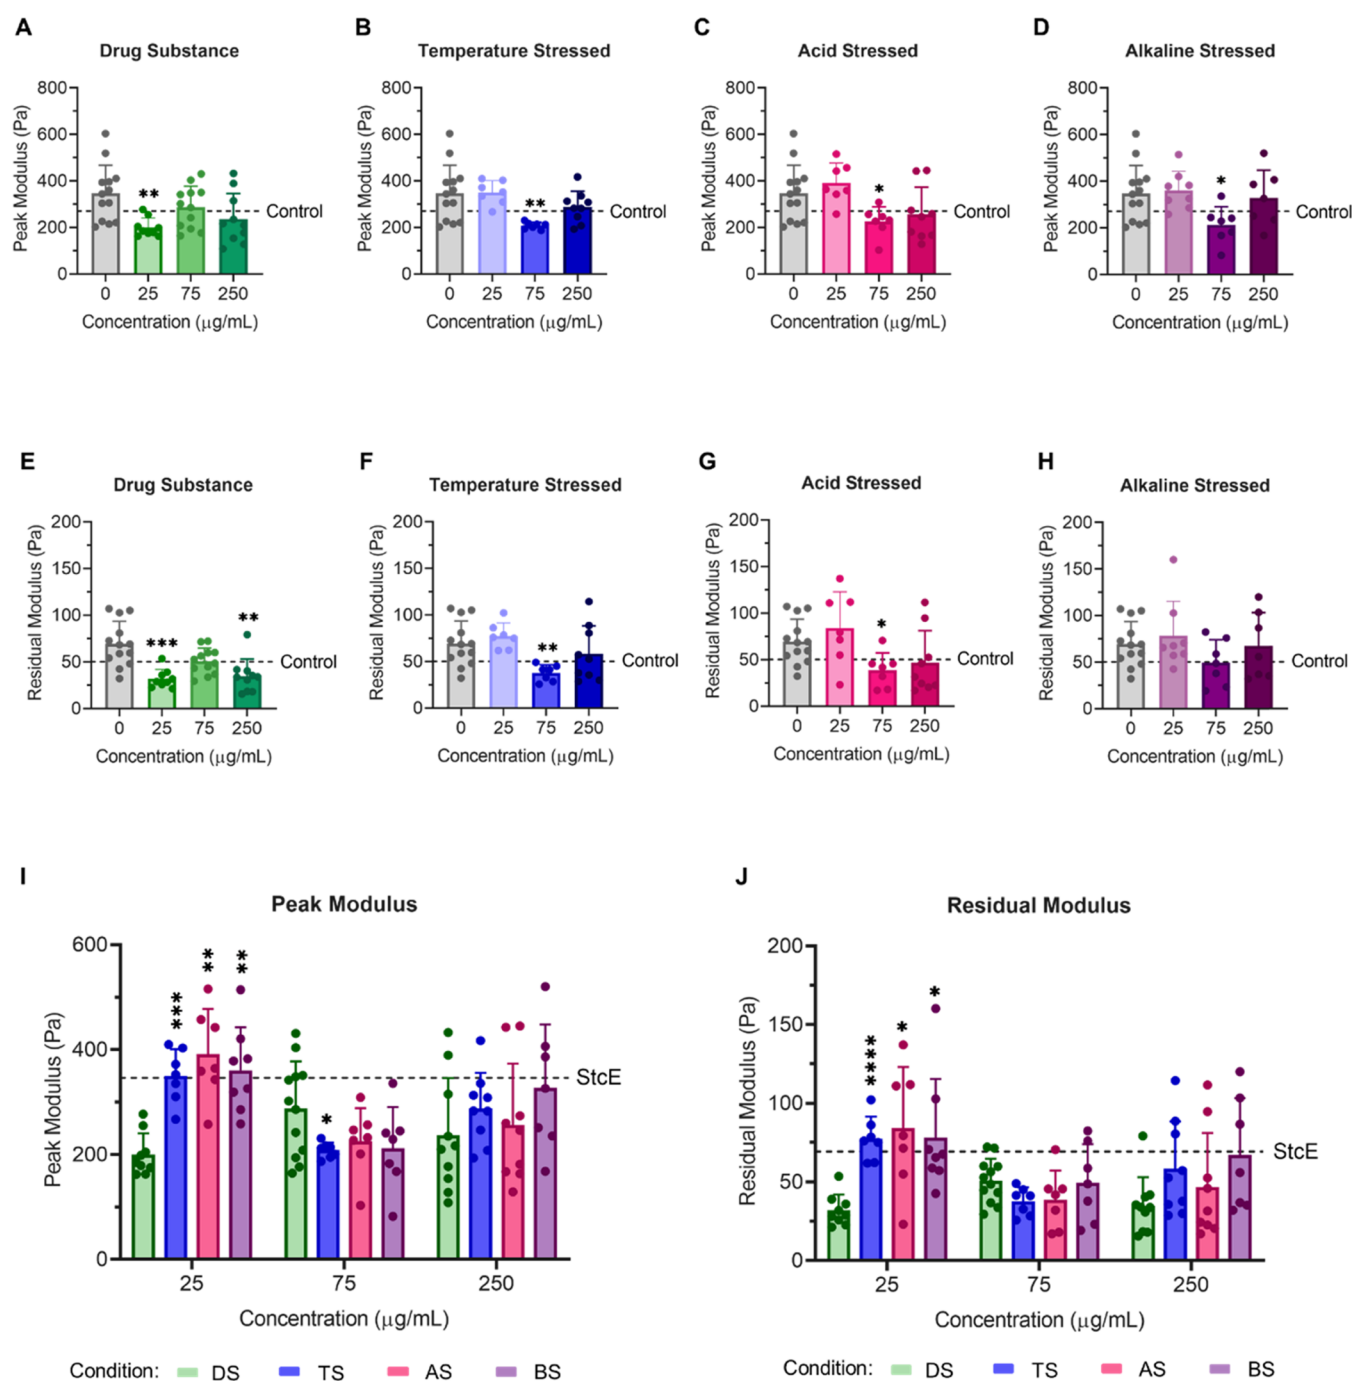 A
Drug Substance
Peak Modulus (Pa)
800
600
400
200
0
**
Control
0 25 75 250
Concentration (μg/mL)
B
Temperature Stressed
Peak Modulus (Pa)
800
600
400
200
0
**
Control
0 25 75 250
Concentration (μg/mL)
C
Acid Stressed
Peak Modulus (Pa)
800
600
400
200
0
*
Control
0 25 75 250
Concentration (μg/mL)
D
Alkaline Stressed
Peak Modulus (Pa)
800
600
400
200
0
*
Control
0 25 75 250
Concentration (μg/mL)
E
Drug Substance
Residual Modulus (Pa)
200
150
100
50
0
***
**
Control
0 25 75 250
Concentration (μg/mL)
F
Temperature Stressed
Residual Modulus (Pa)
200
150
100
50
0
**
Control
0 25 75 250
Concentration (μg/mL)
G
Acid Stressed
Residual Modulus (Pa)
200
150
100
50
0
*
Control
0 25 75 250
Concentration (μg/mL)
H
Alkaline Stressed
Residual Modulus (Pa)
200
150
100
50
0
Control
0 25 75 250
Concentration (μg/mL)
I
Peak Modulus
Peak Modulus (Pa)
600
400
200
0
***
**
**
*
StcE
25 75 250
Concentration (μg/mL)
Condition: DS TS AS BS
J
Residual Modulus
Residual Modulus (Pa)
200
150
100
50
0
****
*
*
StcE
25 75 250
Concentration (μg/mL)
Condition: DS TS AS BS